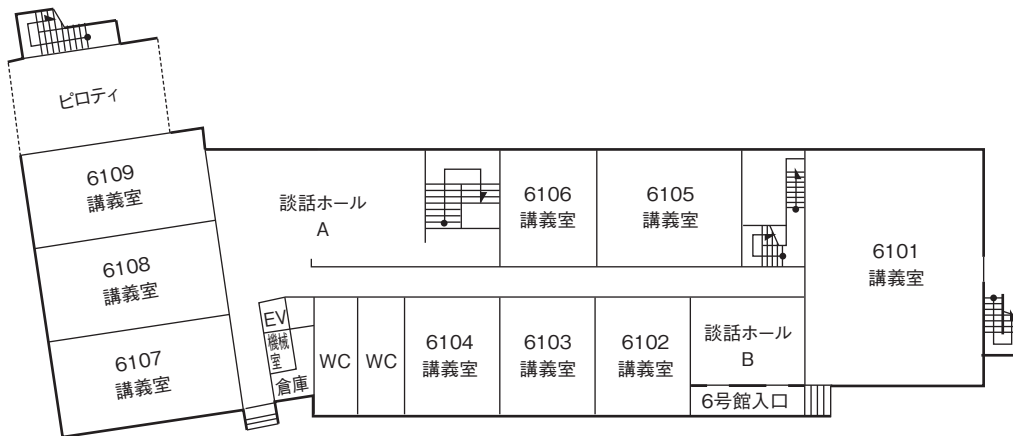 ピロティ
6109
講義室
6108
講義室
6107
講義室
談話ホール
A
6106
講義室
6105
講義室
6101
講義室
EV
機械
室
倉庫
WC
WC
6104
講義室
6103
講義室
6102
講義室
談話ホール
B
6号館入口